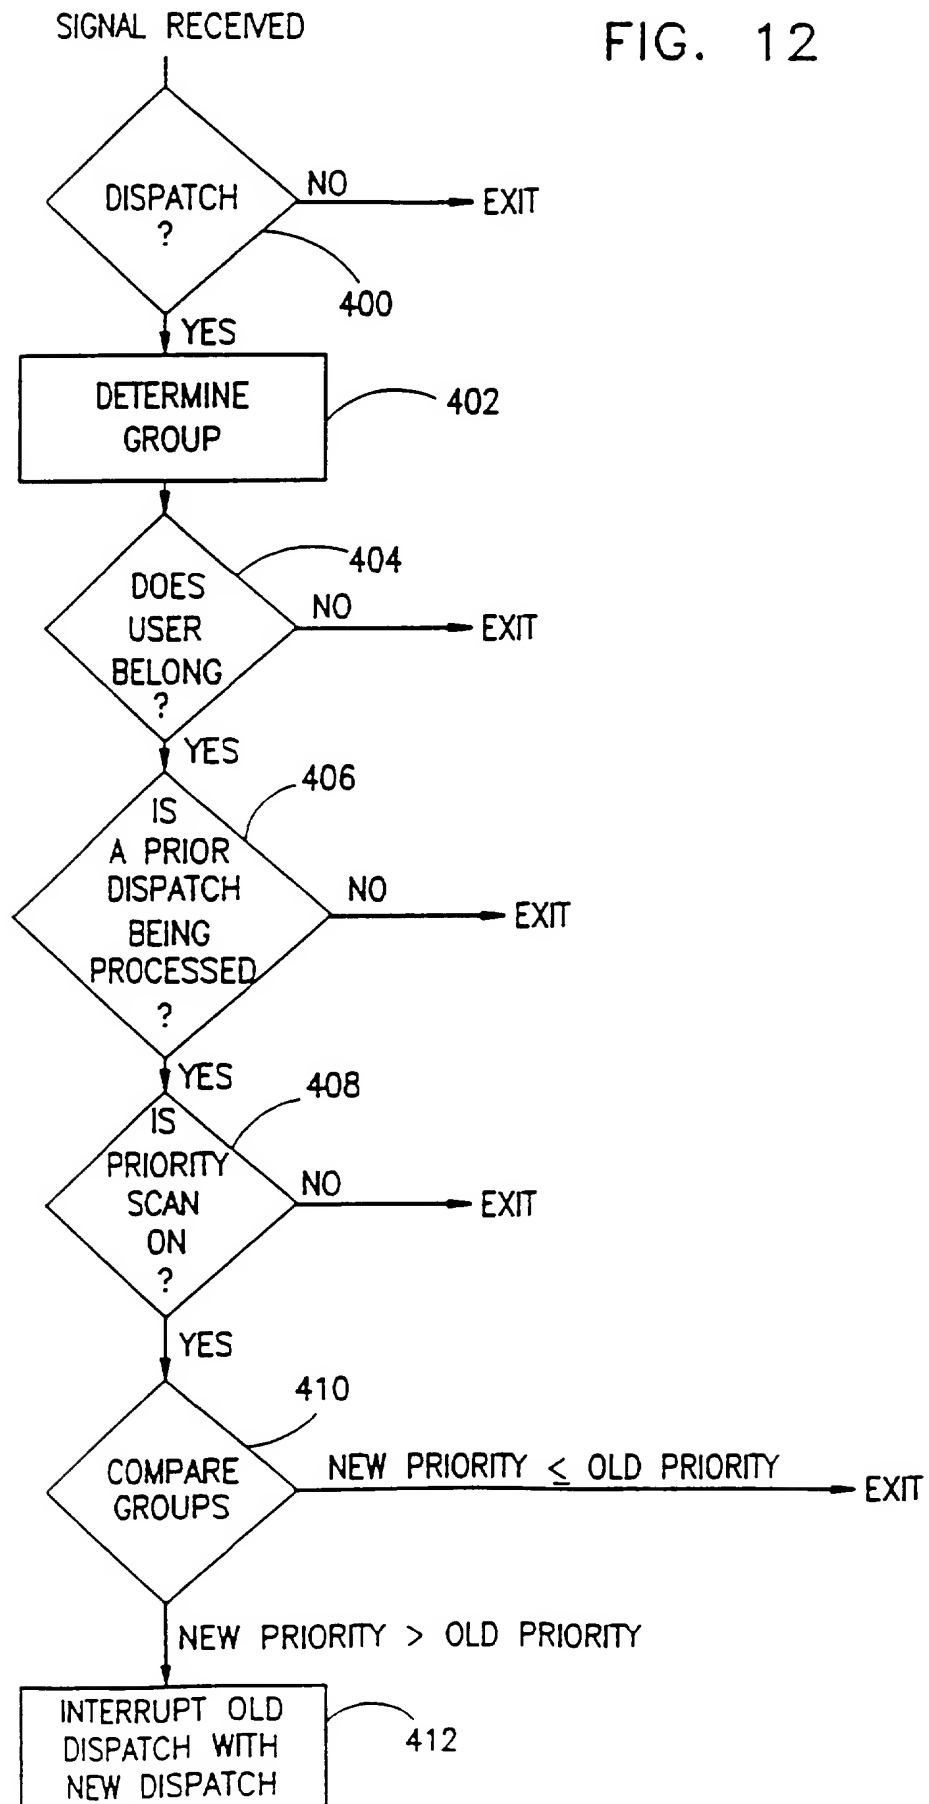 SIGNAL RECEIVED
FIG. 12
DISPATCH
?
NO
EXIT
400
YES
DETERMINE
GROUP
402
404
DOES
USER
BELONG
?
NO
EXIT
YES
406
IS
A PRIOR
DISPATCH
BEING
PROCESSED
?
NO
EXIT
YES
408
IS
PRIORITY
SCAN
ON
?
NO
EXIT
YES
410
COMPARE
GROUPS
NEW PRIORITY ≤ OLD PRIORITY
EXIT
NEW PRIORITY > OLD PRIORITY
INTERRUPT OLD
DISPATCH WITH
NEW DISPATCH
412